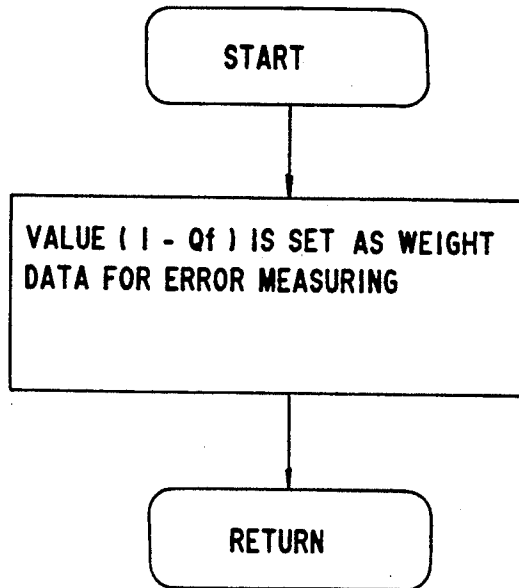 START
VALUE ( 1 - Qf ) IS SET AS WEIGHT
DATA FOR ERROR MEASURING
RETURN